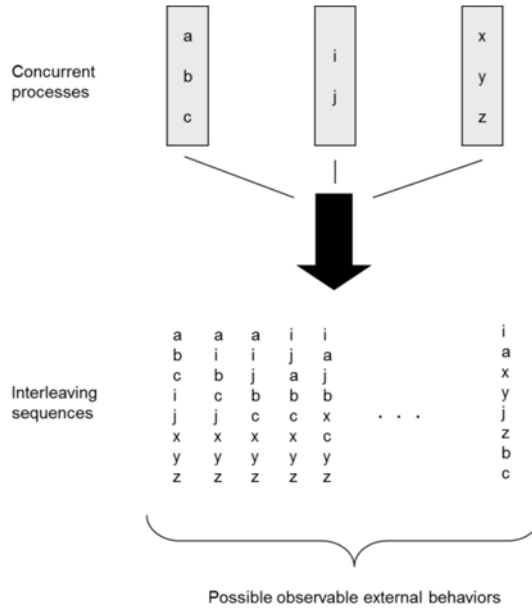 a i x
b j y
c z
Concurrent
processes
a a a i i i
b i i j a a
c b j a j x
i c b b b y
j j c c x . . . j
x x x x c z
y y y y y b
z z z z z c
Interleaving
sequences
Possible observable external behaviors